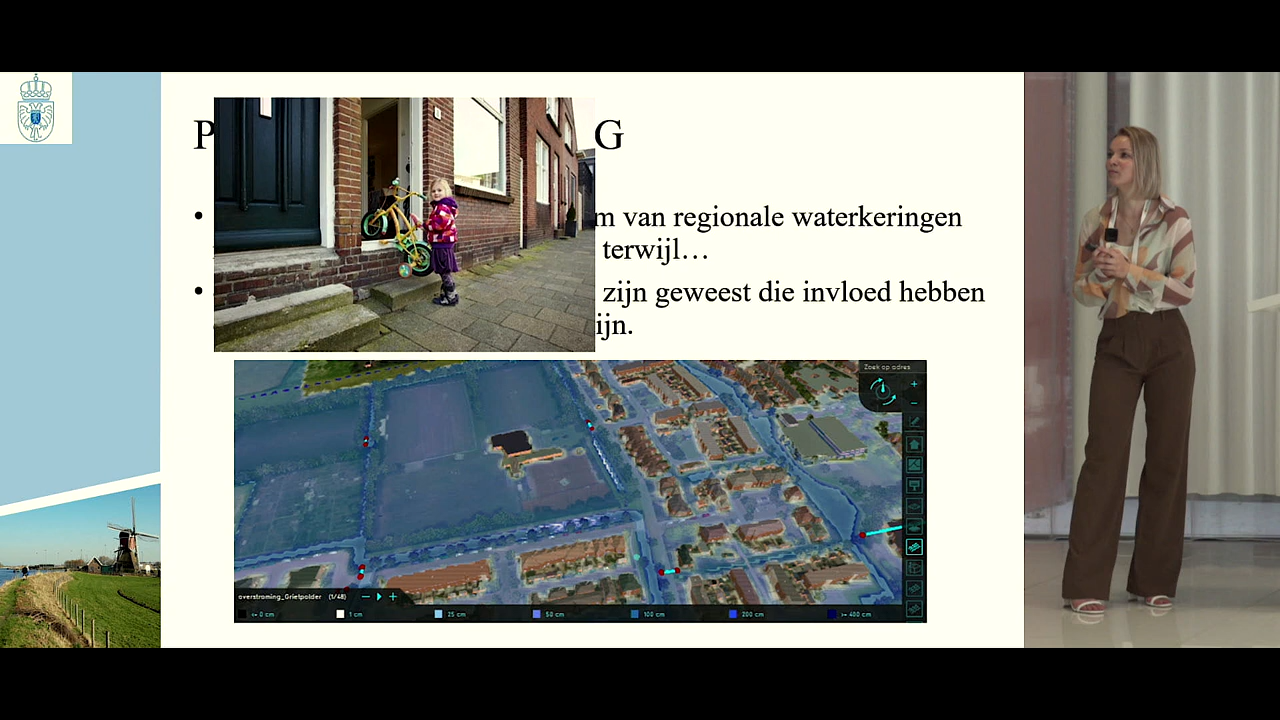 P
G
m van regionale waterkeringen
terwijl…
zijn geweest die invloed hebben
ijn.
Zoek op adres
overstroming_Grietpolder (1/48)
<= 0 cm 1 cm 25 cm 50 cm 100 cm 200 cm >= 400 cm